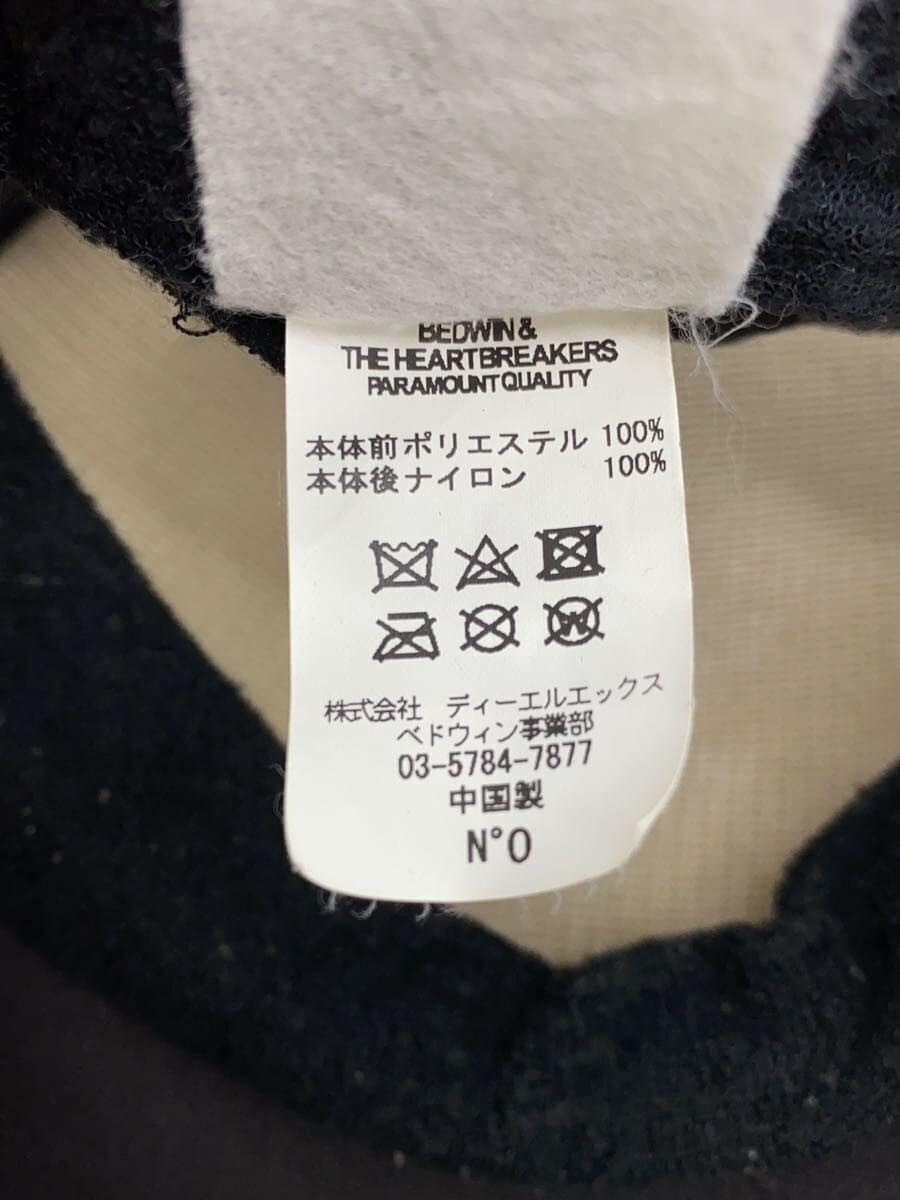 BEDWIN &
THE HEARTBREAKERS
PARAMOUNT QUALITY
本体前ポリエステル 100%
本体後ナイロン 100%
W
株式会社 ディーエルエックス
ベドウィン事業部
03-5784-7877
中国製
N°0